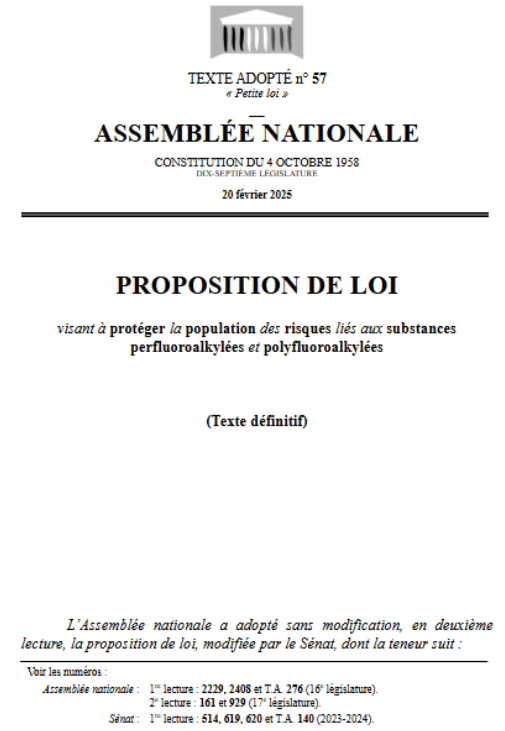 TEXTE ADOPTÉ n° 57
« Petite loi »
ASSEMBLÉE NATIONALE
CONSTITUTION DU 4 OCTOBRE 1958
DIX-SEPTIÈME LÉGISLATURE
20 février 2025
PROPOSITION DE LOI
visant à protéger la population des risques liés aux substances
perfluoroalkylées et polyfluoroalkylées
(Texte définitif)
L'Assemblée nationale a adopté sans modification, en deuxième
lecture, la proposition de loi, modifiée par le Sénat, dont la teneur suit :
Voir les numéros :
Assemblée nationale : 1re lecture : 2229, 2408 et T.A. 276 (16e législature).
2e lecture : 161 et 929 (17e législature).
Sénat : 1re lecture : 514, 619, 620 et T.A. 140 (2023-2024).